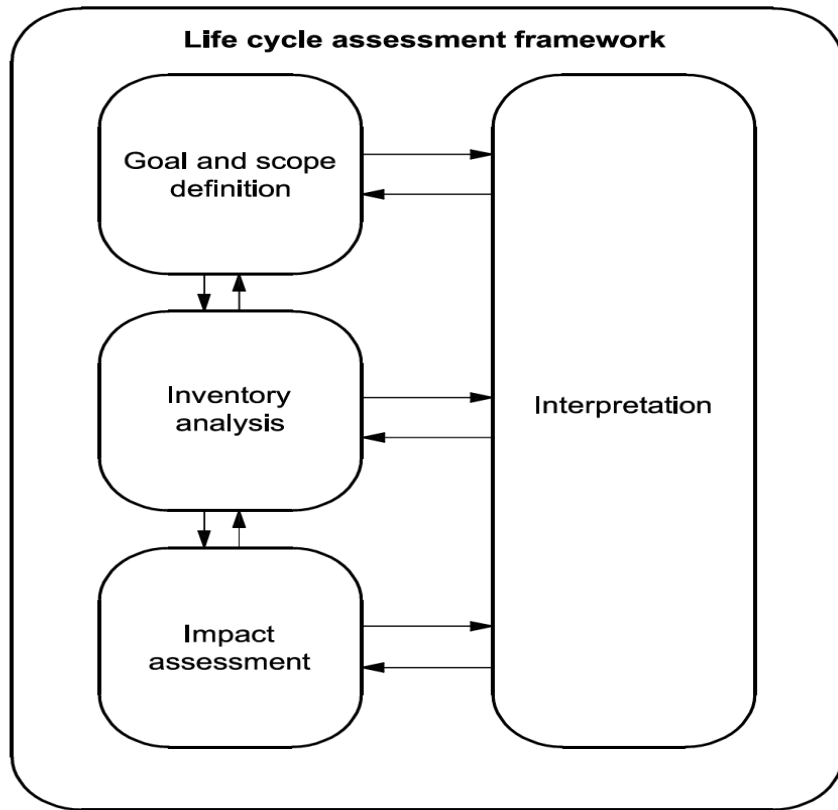 Life cycle assessment framework
Goal and scope
definition
Inventory
analysis
Interpretation
Impact
assessment